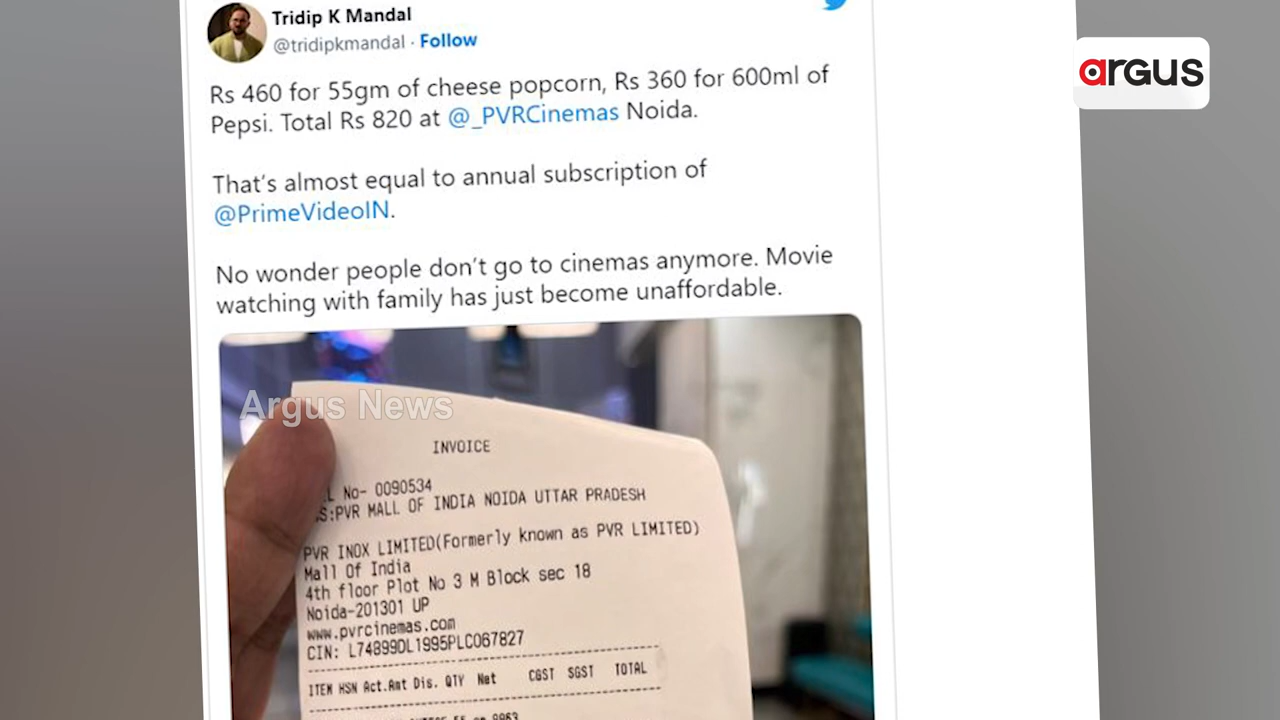 Tridip K Mandal
argus
@tridipkmandal · Follow
Rs 460 for 55gm of cheese popcorn, Rs 360 for 600ml of
Pepsi. Total Rs 820 at @_PVRCinemas Noida.
That's almost equal to annual subscription of
@PrimeVideoIN.
No wonder people don't go to cinemas anymore. Movie
watching with family has just become unaffordable.
Argus News
INVOICE
No- 0090534
:PVR MALL OF INDIA NOIDA UTTAR PRADESH
PVR INOX LIMITED(Formerly known as PVR LIMITED)
Mall Of India
4th floor Plot No 3 M Block sec 18
Noida-201301 UP
www.pvrcinemas.com
CIN: L74899DL1995PLC067827
ITEM HSN Act.Amt Dis. QTY Net CGST SGST TOTAL